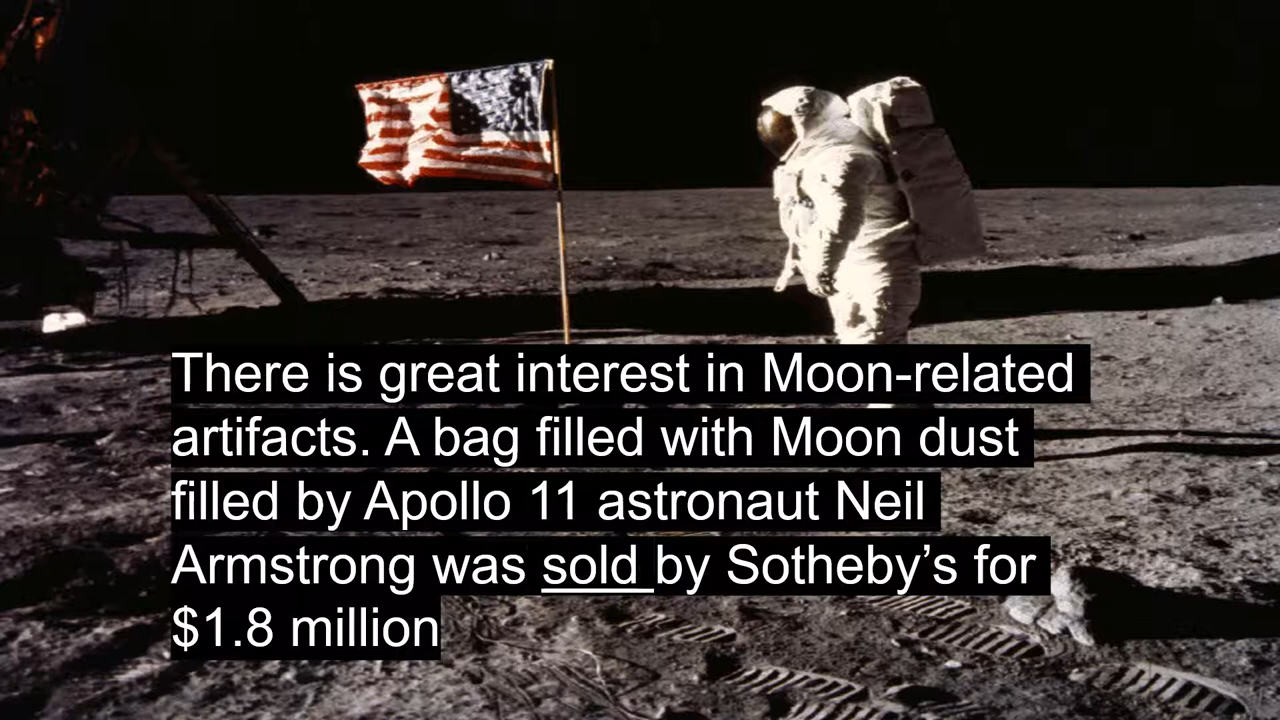 There is great interest in Moon-related
artifacts. A bag filled with Moon dust
filled by Apollo 11 astronaut Neil
Armstrong was sold by Sotheby’s for
$1.8 million